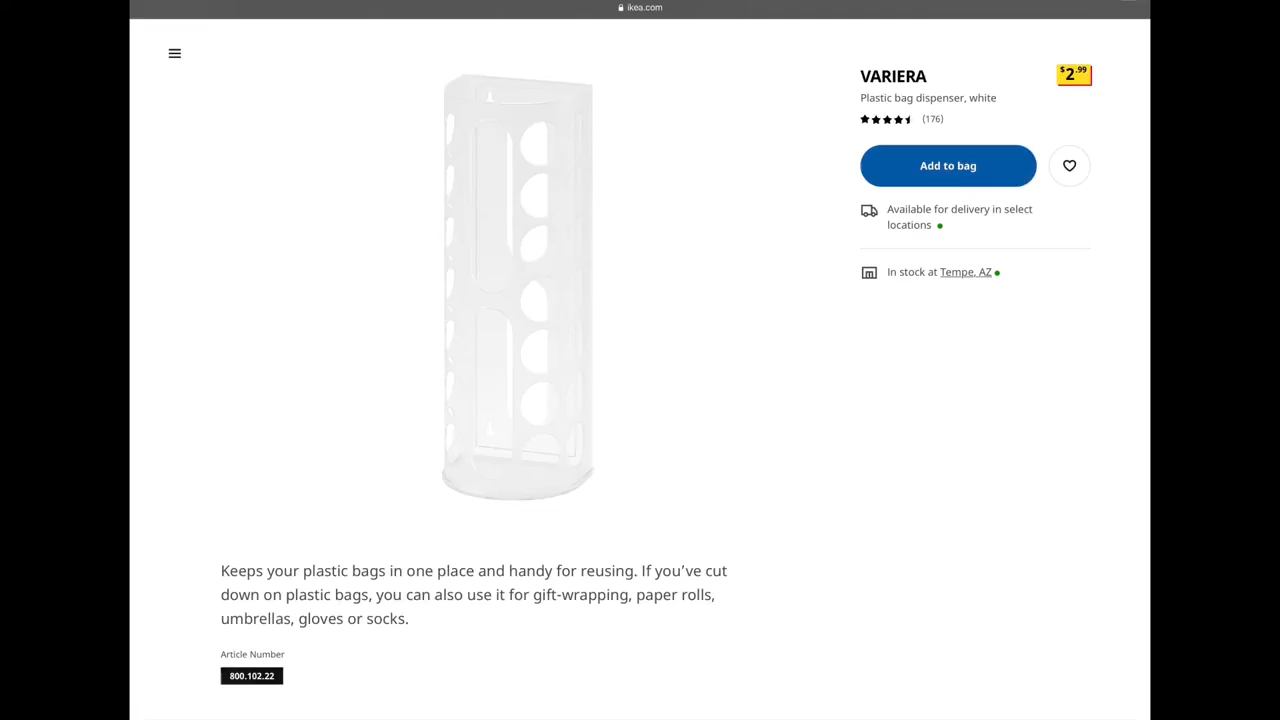 ikea.com
VARIERA
$2.99
Plastic bag dispenser, white
(176)
Add to bag
Available for delivery in select
locations
In stock at Tempe, AZ
Keeps your plastic bags in one place and handy for reusing. If you’ve cut
down on plastic bags, you can also use it for gift-wrapping, paper rolls,
umbrellas, gloves or socks.
Article Number
800.102.22